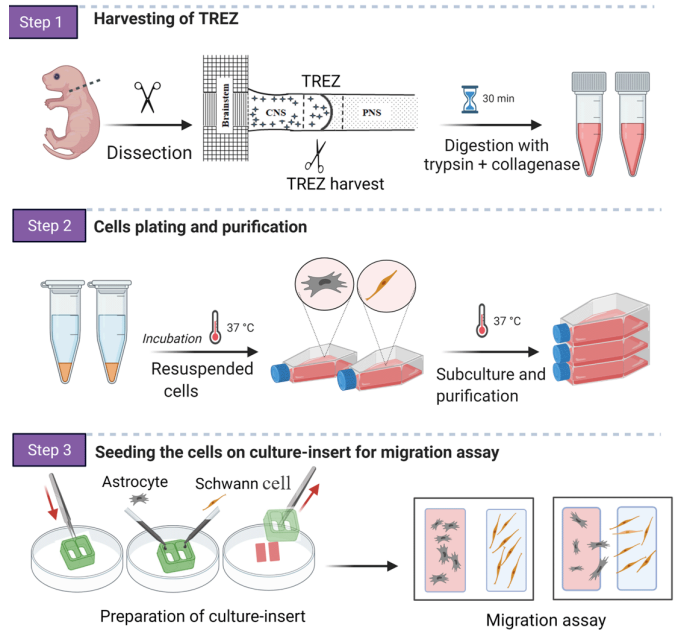 Step 1
Harvesting of TREZ
TREZ
30 min
Brainstem
CNS
PNS
Dissection
Digestion with
trypsin + collagenase
TREZ harvest
Step 2
Cells plating and purification
Incubation
37 °C
37 °C
Resuspended
cells
Subculture and
purification
Step 3
Seeding the cells on culture-insert for migration assay
Astrocyte
Schwann cell
Preparation of culture-insert
Migration assay